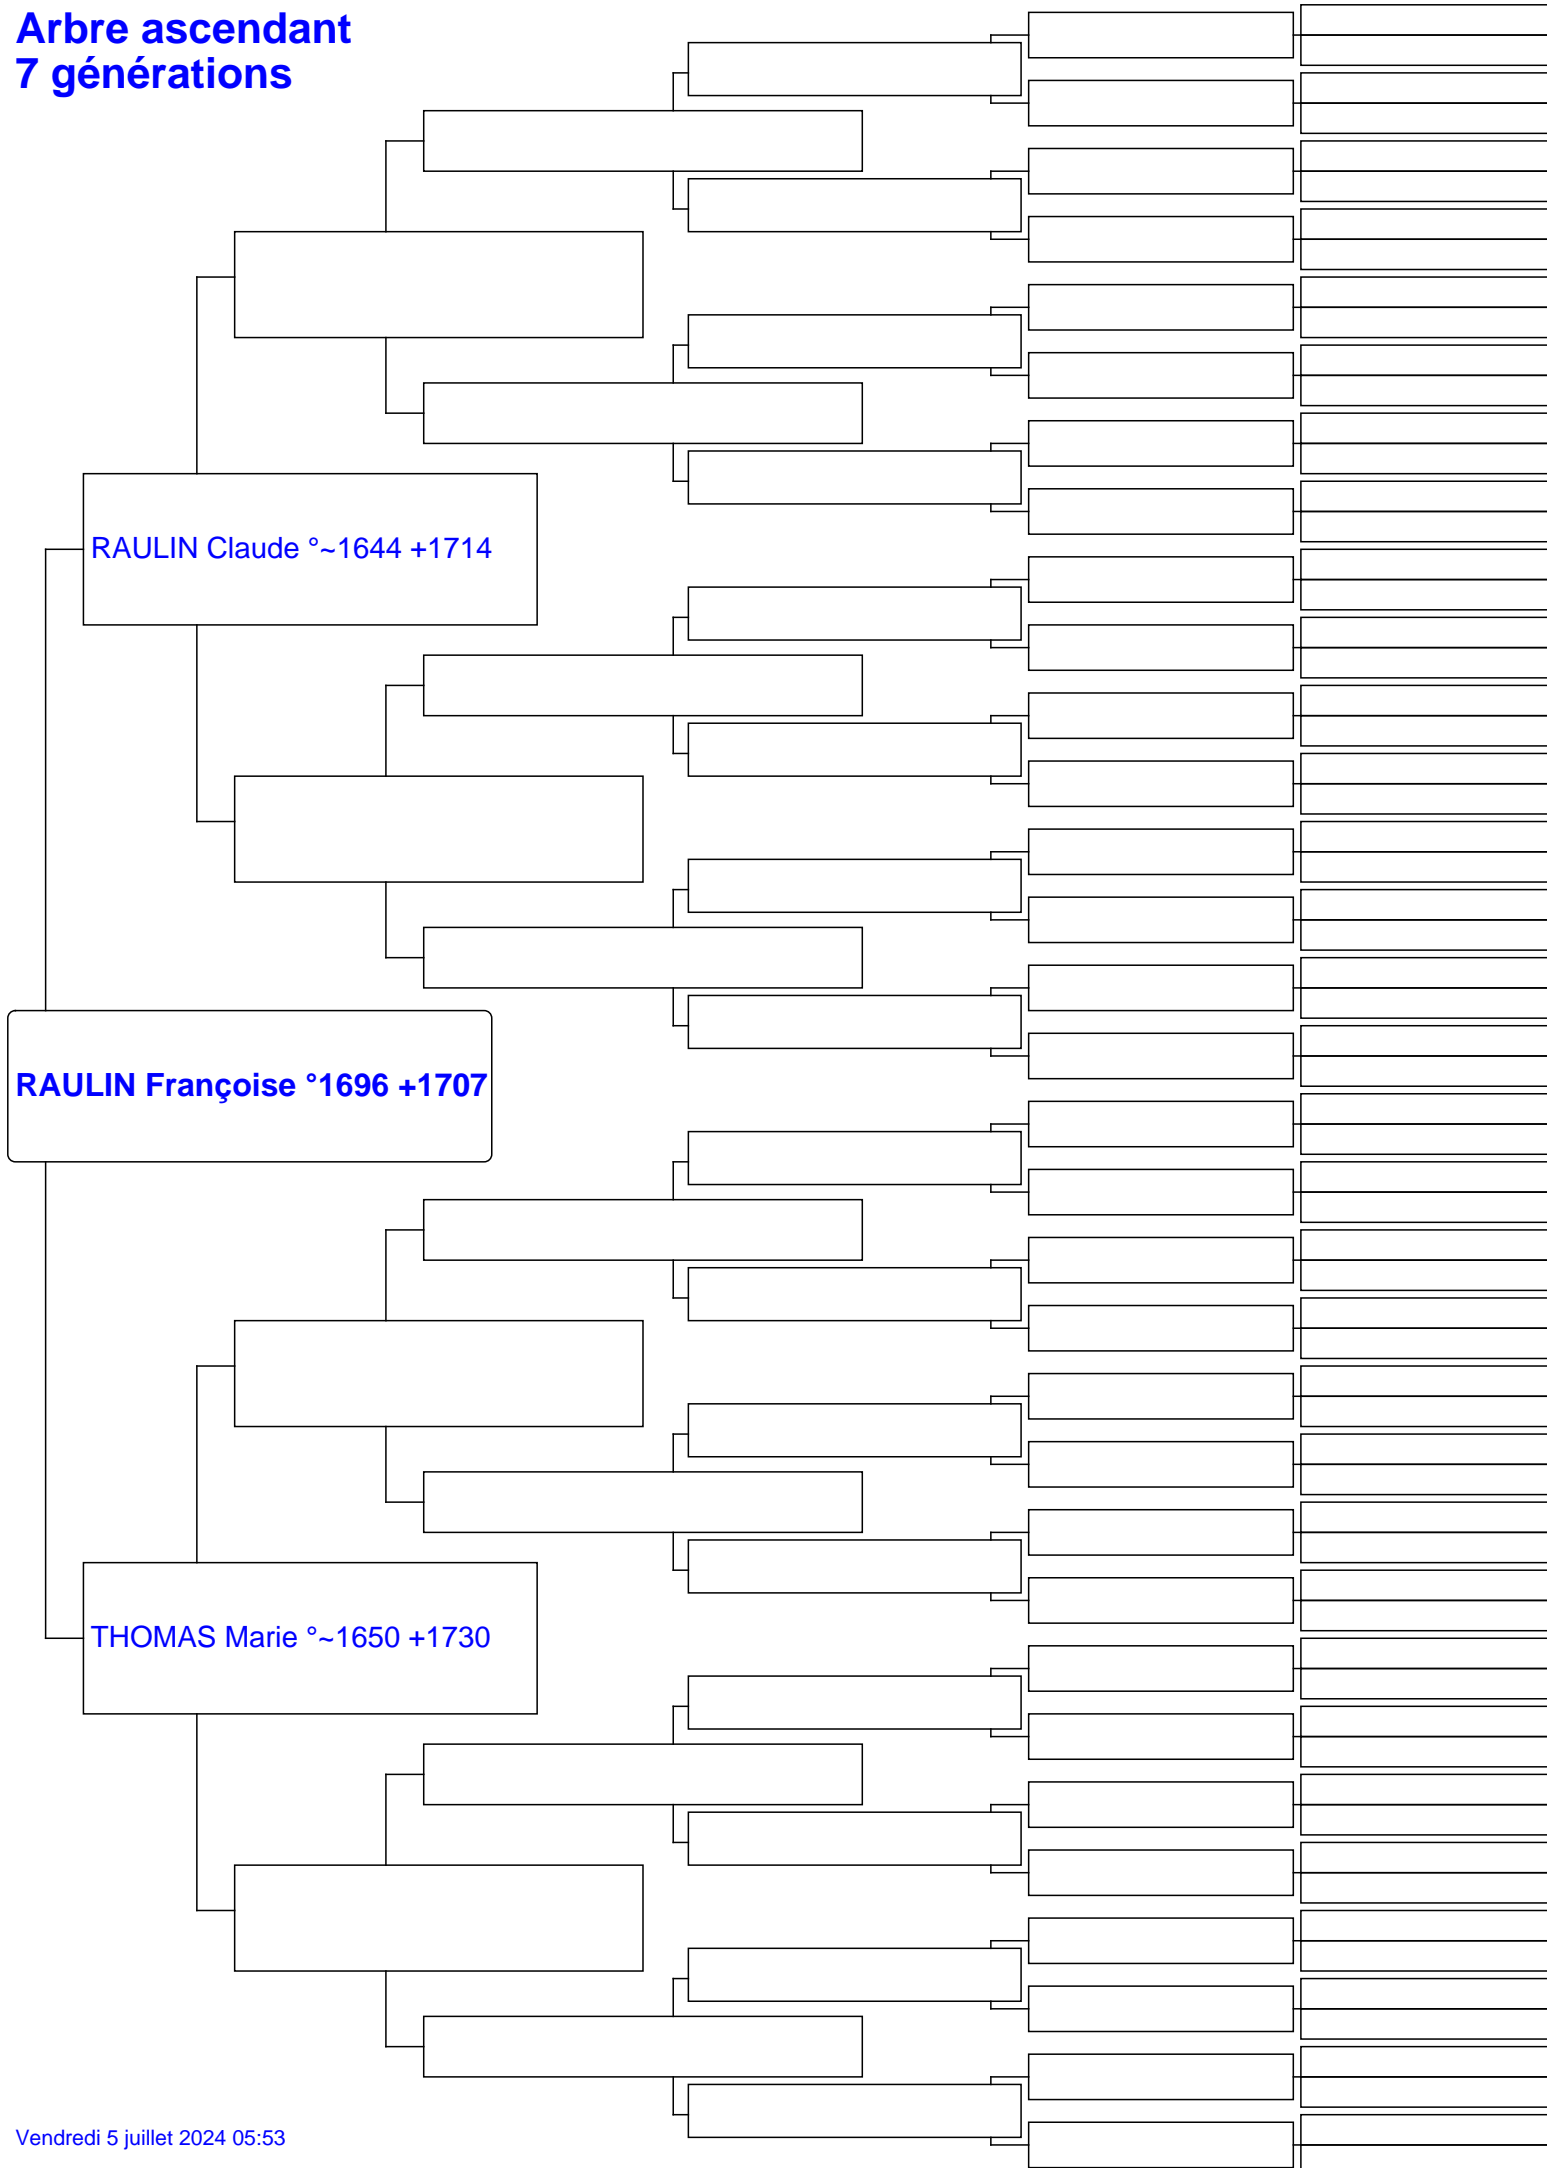 Arbre ascendant
7 générations
RAULIN Claude °~1644 +1714
RAULIN Françoise °1696 +1707
THOMAS Marie °~1650 +1730
Vendredi 5 juillet 2024 05:53